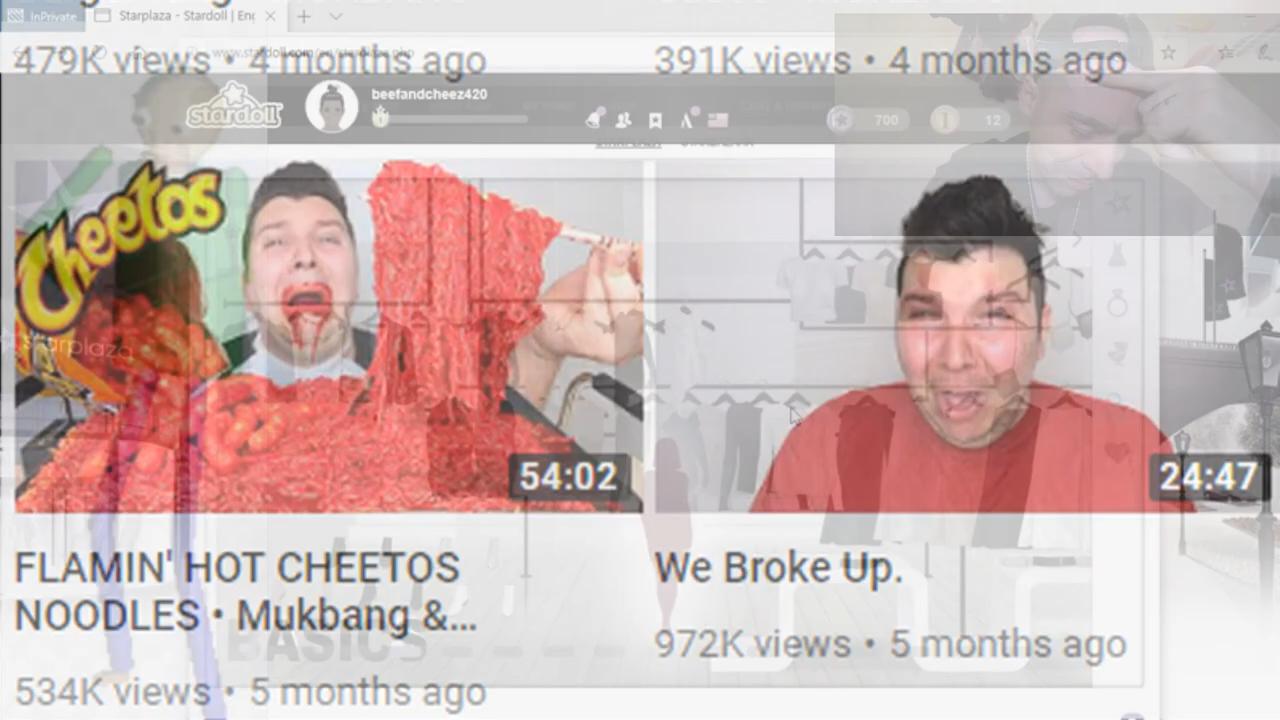 InPrivate
Starplaza - Stardoll | Eng
479K views • 4 months ago
391K views • 4 months ago
stardoll
beefandcheez420
700
12
Cheetos
starplaza
54:02
24:47
FLAMIN' HOT CHEETOS
NOODLES • Mukbang &...
We Broke Up.
BASICS
972K views • 5 months ago
534K views • 5 months ago